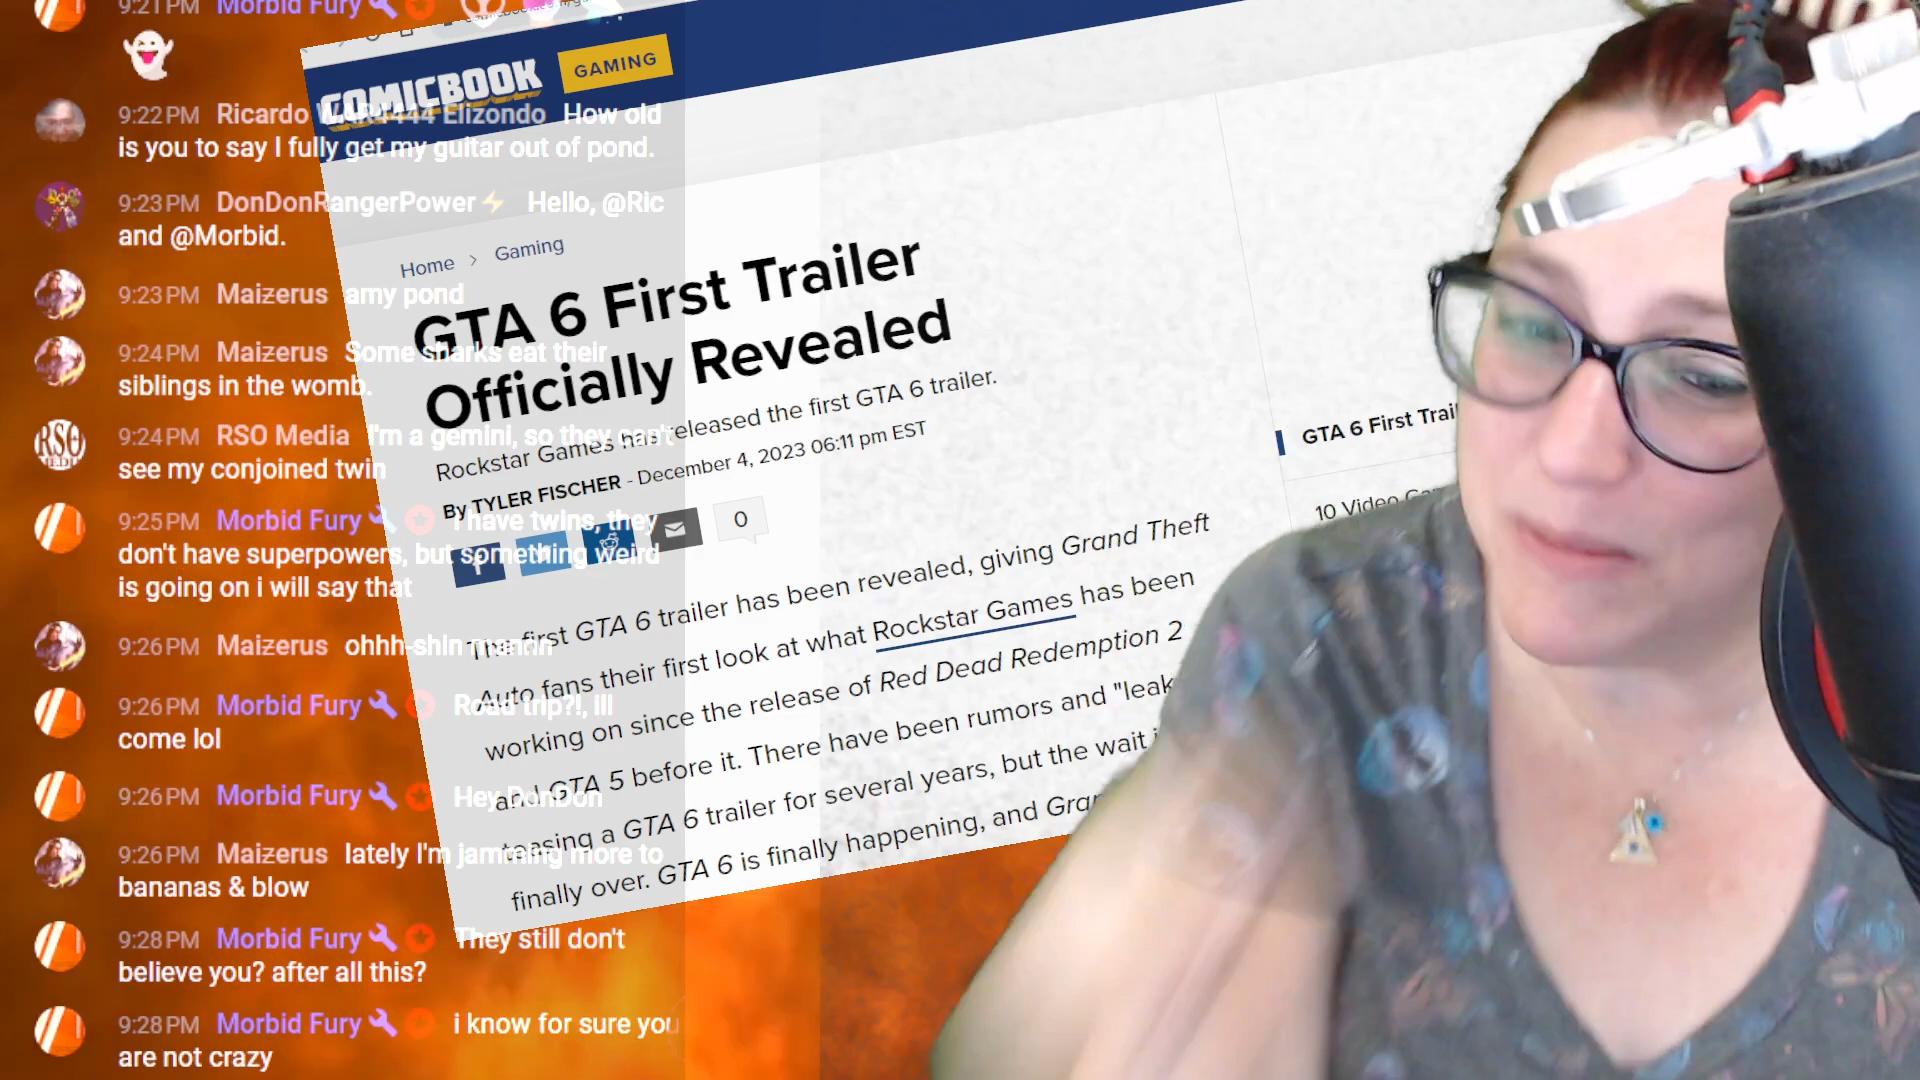 9:21 PM Morbid Fury
9:22 PM Ricardo Elizondo How old
is you to say I fully get my guitar out of pond.
9:23 PM DonDonRangerPower⚡ Hello, @Ric
and @Morbid.
9:23 PM Maizerus amy pond
9:24 PM Maizerus Some sharks eat their
siblings in the womb.
9:24 PM RSO Media I'm a gemini, so they can't
see my conjoined twin
9:25 PM Morbid Fury I have twins, they
don't have superpowers, but something weird
is going on i will say that
9:26 PM Maizerus ohhh-shin
9:26 PM Morbid Fury Road trip?!, Ill
come lol
9:26 PM Morbid Fury Hey DonDon
9:26 PM Maizerus lately I'm jamming more to
bananas & blow
9:28 PM Morbid Fury They still don't
believe you? after all this?
9:28 PM Morbid Fury i know for sure you
are not crazy
COMICBOOK GAMING
Home > Gaming
GTA 6 First Trailer
Officially Revealed
Rockstar Games has released the first GTA 6 trailer.
By TYLER FISCHER - December 4, 2023 06:11 pm EST
0
The first GTA 6 trailer has been revealed, giving Grand Theft
Auto fans their first look at what Rockstar Games has been
working on since the release of Red Dead Redemption 2
and GTA 5 before it. There have been rumors and "leak
teasing a GTA 6 trailer for several years, but the wait
finally over. GTA 6 is finally happening, and
GTA 6 First
10 Video
RSO